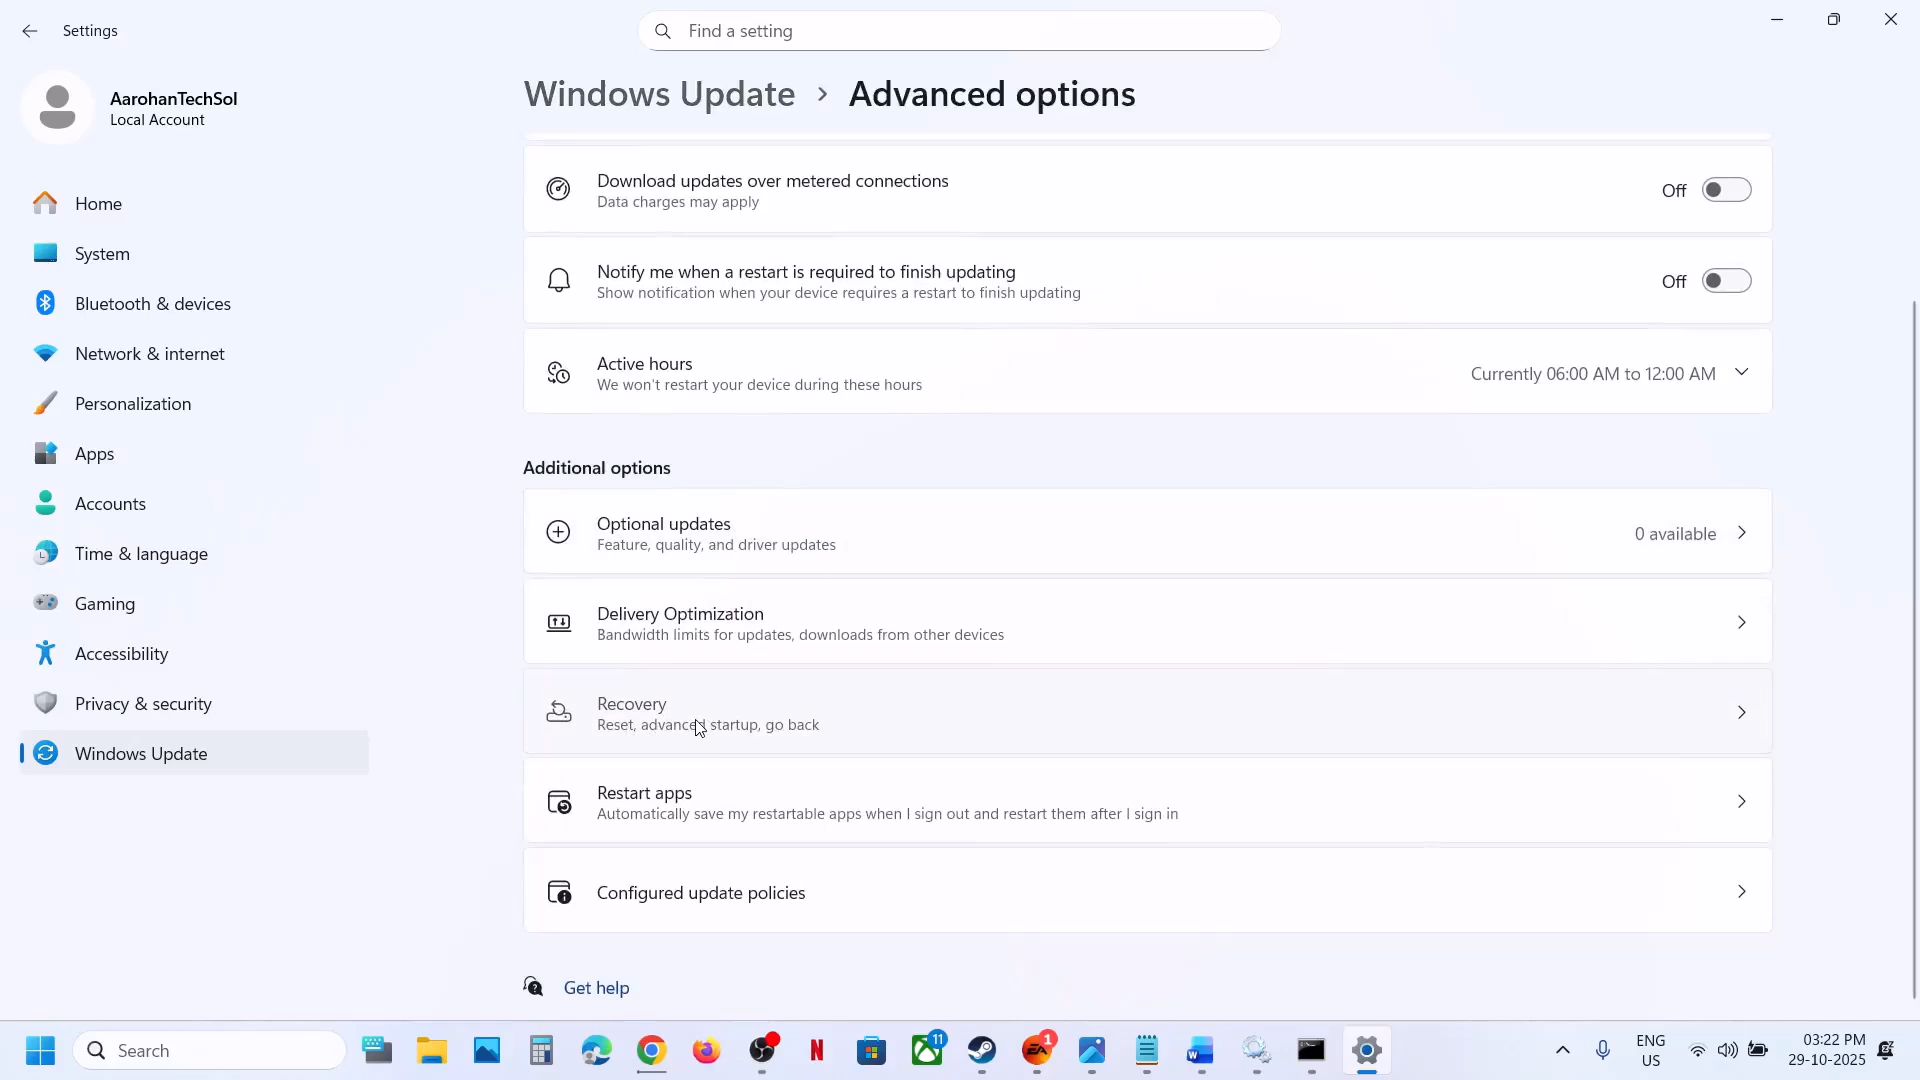 Settings
Find a setting
AarohanTechSol
Local Account
Home
System
Bluetooth & devices
Network & internet
Personalization
Apps
Accounts
Time & language
Gaming
Accessibility
Privacy & security
Windows Update
Windows Update > Advanced options
Download updates over metered connections
Data charges may apply
Off
Notify me when a restart is required to finish updating
Show notification when your device requires a restart to finish updating
Off
Active hours
We won't restart your device during these hours
Currently 06:00 AM to 12:00 AM
Additional options
Optional updates
Feature, quality, and driver updates
0 available
Delivery Optimization
Bandwidth limits for updates, downloads from other devices
Recovery
Reset, advanced startup, go back
Restart apps
Automatically save my restartable apps when I sign out and restart them after I sign in
Configured update policies
Get help
Search
N
11
EA
1
W
ENG
US
03:22 PM
29-10-2025